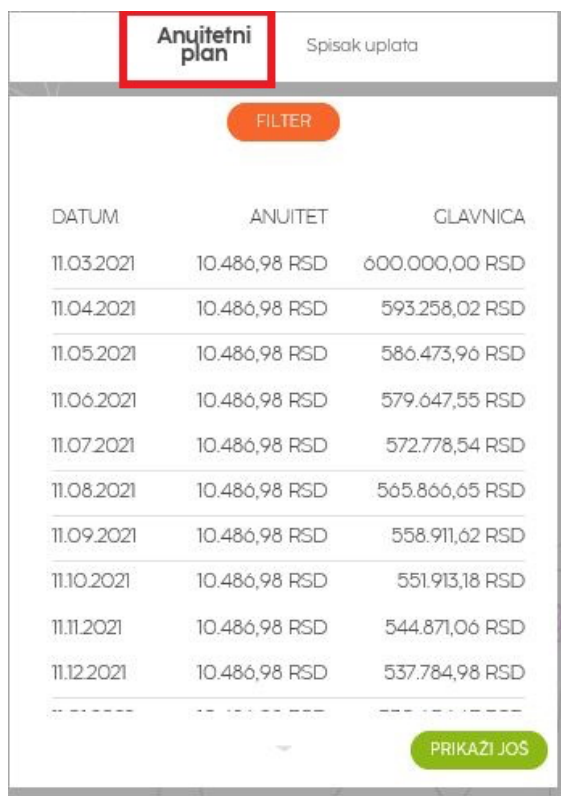 Anuitetni
plan
Spisak uplata
FILTER
DATUM ANUITET GLAVNICA
11.03.2021 10.486,98 RSD 600.000,00 RSD
11.04.2021 10.486,98 RSD 593.258,02 RSD
11.05.2021 10.486,98 RSD 586.473,96 RSD
11.06.2021 10.486,98 RSD 579.647,55 RSD
11.07.2021 10.486,98 RSD 572.778,54 RSD
11.08.2021 10.486,98 RSD 565.866,65 RSD
11.09.2021 10.486,98 RSD 558.911,62 RSD
11.10.2021 10.486,98 RSD 551.913,18 RSD
11.11.2021 10.486,98 RSD 544.871,06 RSD
11.12.2021 10.486,98 RSD 537.784,98 RSD
PRIKAŽI JOŠ